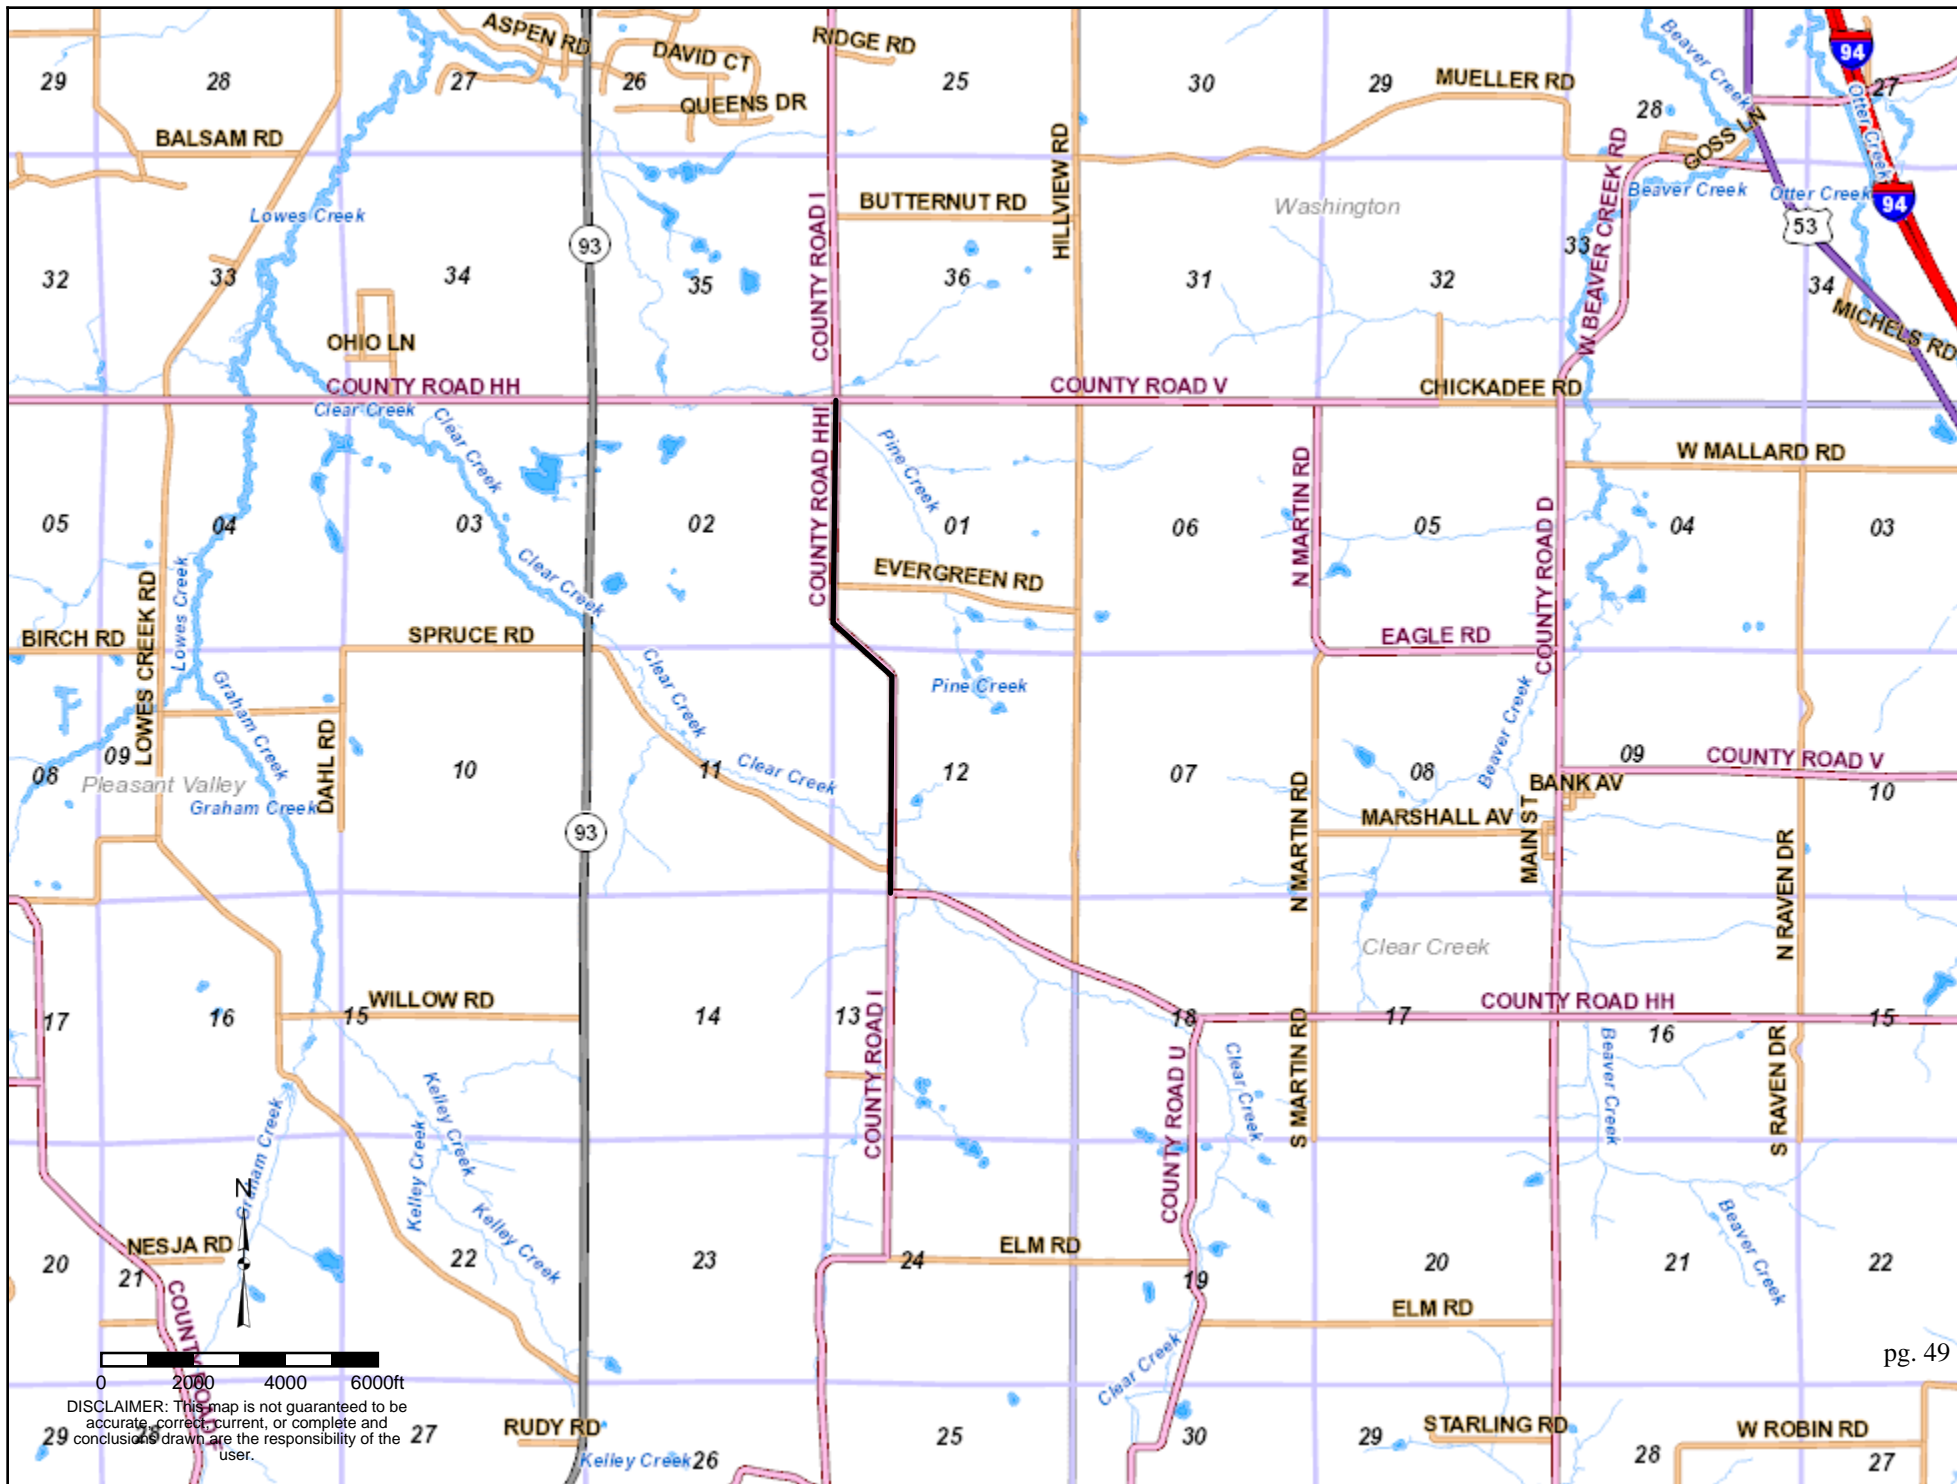 ASPEN RD
DAVID CT
RIDGE RD
Beaver Creek
94
29
28
27
26
25
30
29
MUELLER RD
28
27
QUEENS DR
Otter Creek
BALSAM RD
HILLVIEW RD
GOSS LN
W BEAVER CREEK RD
Lowes Creek
COUNTY ROAD I
BUTTERNUT RD
Washington
Beaver Creek
Otter Creek
94
93
53
32
33
34
35
36
31
32
33
34
MICHELS RD
OHIO LN
COUNTY ROAD HH
COUNTY ROAD V
CHICKADEE RD
Clear Creek
Clear Creek
COUNTY ROAD HHI
Pine Creek
N MARTIN RD
COUNTY ROAD D
W MALLARD RD
05
04
03
02
01
06
05
04
03
Clear Creek
EVERGREEN RD
LOWES CREEK RD
Lowes Creek
BIRCH RD
SPRUCE RD
EAGLE RD
Clear Creek
Graham Creek
Pine Creek
Beaver Creek
DAHL RD
08
09
10
11
12
07
08
09
COUNTY ROAD V
10
Clear Creek
Pleasant Valley
Graham Creek
BANK AV
N MARTIN RD
MARSHALL AV
MAIN ST
93
N RAVEN DR
Clear Creek
WILLOW RD
COUNTY ROAD HH
17
16
15
14
13
18
17
16
15
COUNTY ROAD I
COUNTY ROAD U
Clear Creek
S MARTIN RD
Beaver Creek
S RAVEN DR
Graham Creek
Kelley Creek
Kelley Creek
Kelley Creek
N
Beaver Creek
NESJA RD
ELM RD
20
21
22
23
24
19
20
21
22
COUNTY ROAD F
ELM RD
Clear Creek
pg. 49
0 2000 4000 6000ft
DISCLAIMER: This map is not guaranteed to be
accurate, correct, current, or complete and
conclusions drawn are the responsibility of the
user.
29
28
27
RUDY RD
Kelley Creek
26
25
30
29
STARLING RD
28
W ROBIN RD
27